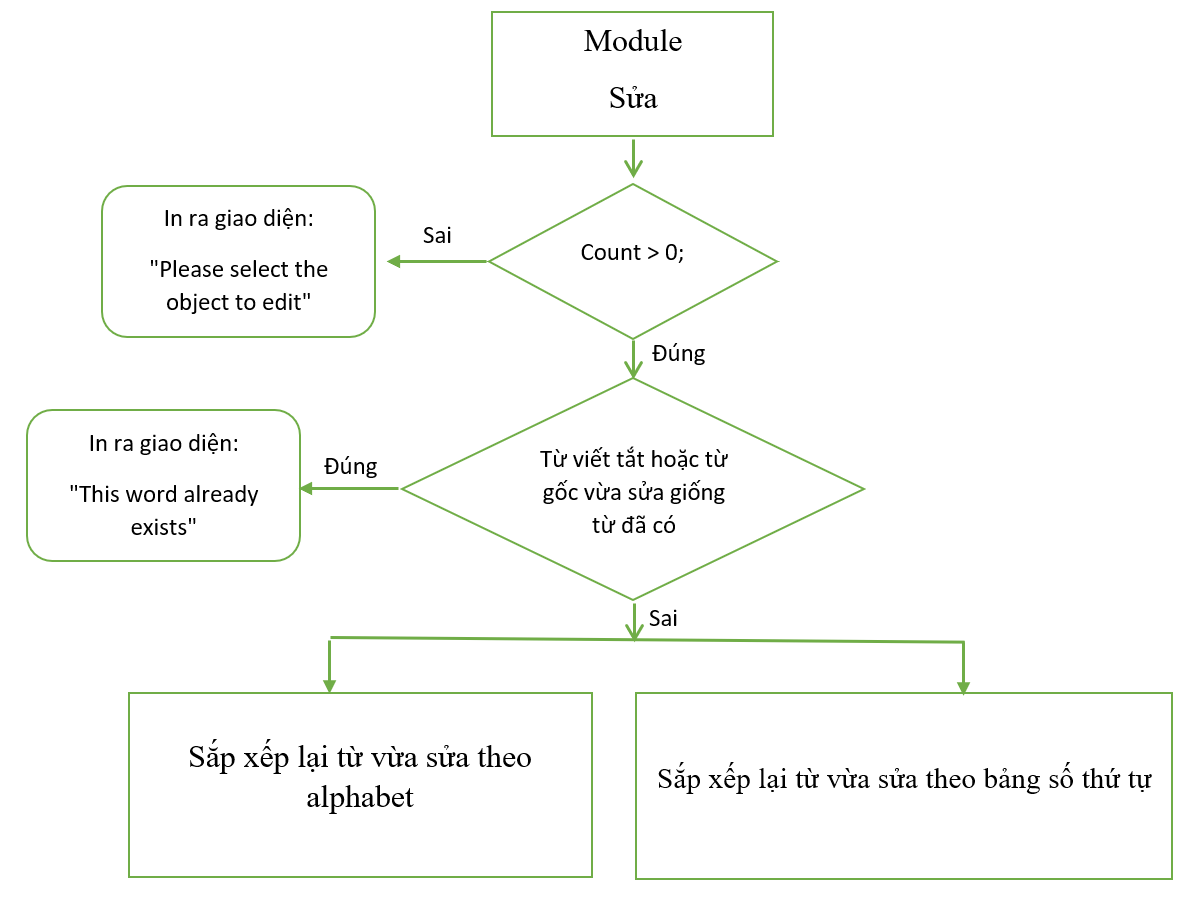 Module
Sửa
In ra giao diện:
"Please select the
object to edit"
Sai
Count > 0;
Đúng
In ra giao diện:
"This word already
exists"
Đúng
Từ viết tắt hoặc từ
gốc vừa sửa giống
từ đã có
Sai
Sắp xếp lại từ vừa sửa theo
alphabet
Sắp xếp lại từ vừa sửa theo bảng số thứ tự